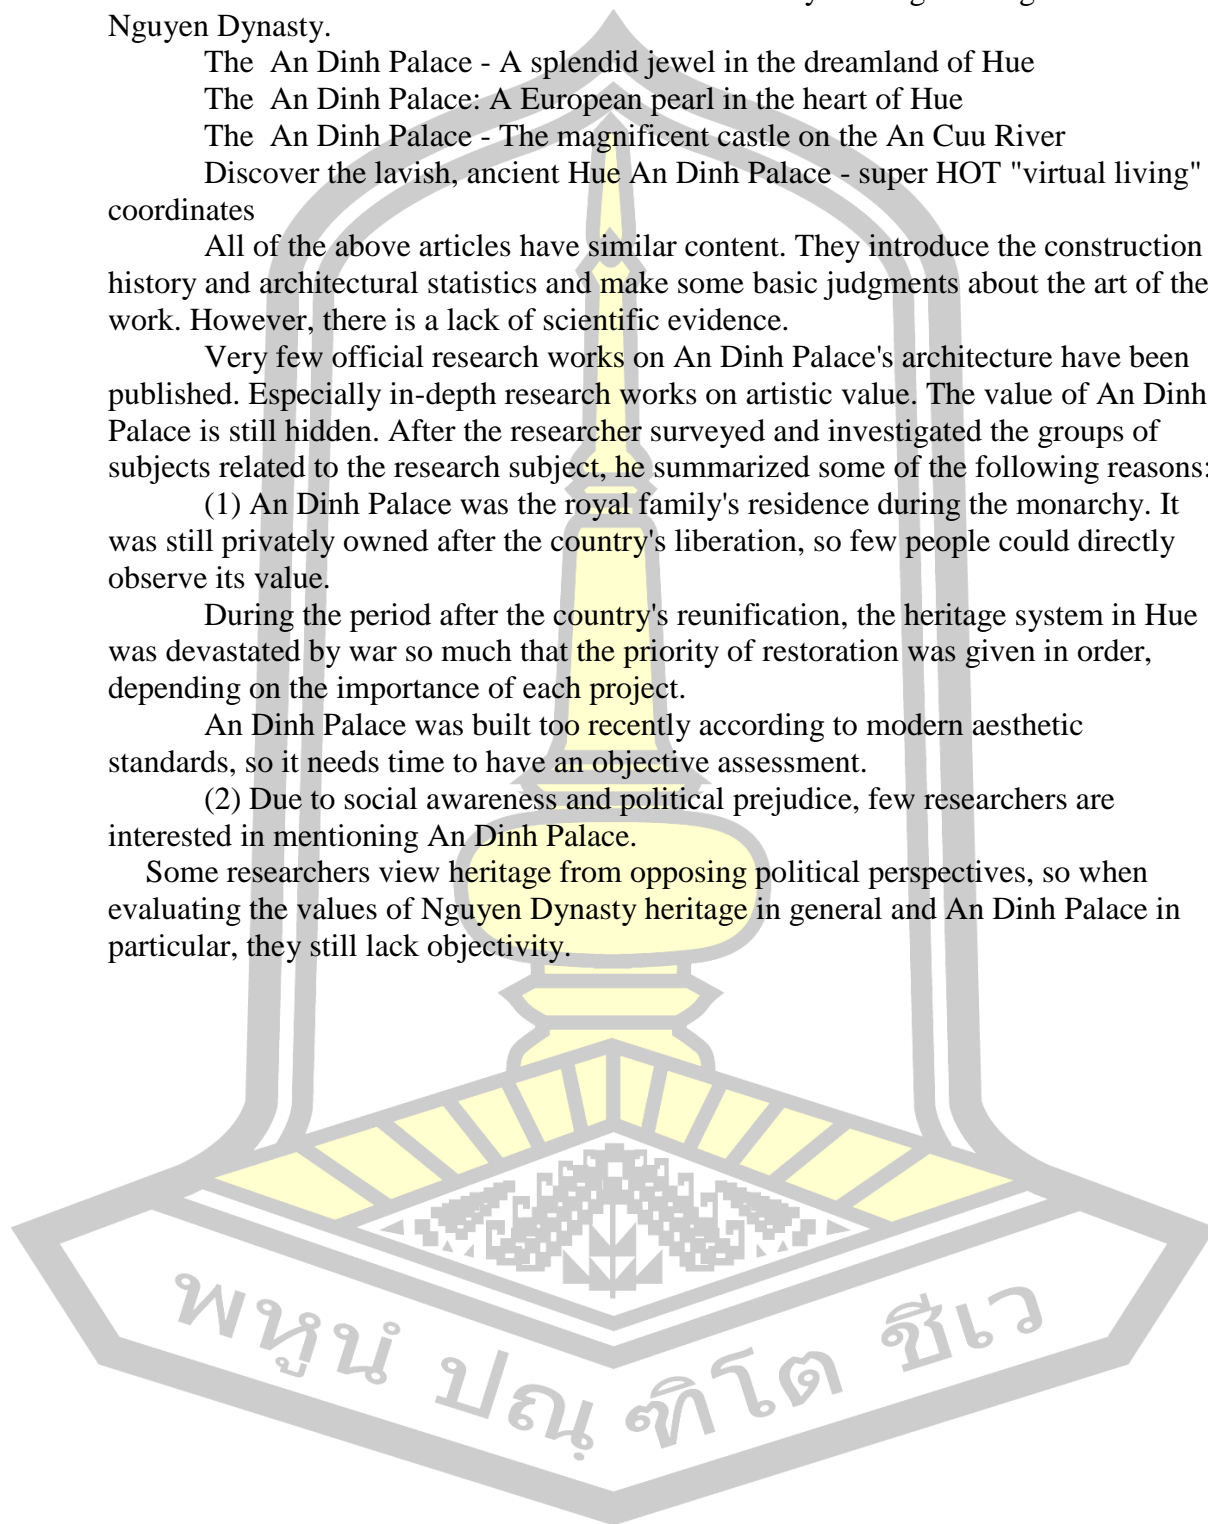 Nguyen Dynasty.
The An Dinh Palace - A splendid jewel in the dreamland of Hue
The An Dinh Palace: A European pearl in the heart of Hue
The An Dinh Palace - The magnificent castle on the An Cuu River
Discover the lavish, ancient Hue An Dinh Palace - super HOT "virtual living"
coordinates
All of the above articles have similar content. They introduce the construction
history and architectural statistics and make some basic judgments about the art of the
work. However, there is a lack of scientific evidence.
Very few official research works on An Dinh Palace's architecture have been
published. Especially in-depth research works on artistic value. The value of An Dinh
Palace is still hidden. After the researcher surveyed and investigated the groups of
subjects related to the research subject, he summarized some of the following reasons:
(1) An Dinh Palace was the royal family's residence during the monarchy. It
was still privately owned after the country's liberation, so few people could directly
observe its value.
During the period after the country's reunification, the heritage system in Hue
was devastated by war so much that the priority of restoration was given in order,
depending on the importance of each project.
An Dinh Palace was built too recently according to modern aesthetic
standards, so it needs time to have an objective assessment.
(2) Due to social awareness and political prejudice, few researchers are
interested in mentioning An Dinh Palace.
Some researchers view heritage from opposing political perspectives, so when
evaluating the values of Nguyen Dynasty heritage in general and An Dinh Palace in
particular, they still lack objectivity.
พหูนํ ปณฺฑิโต ชีเว